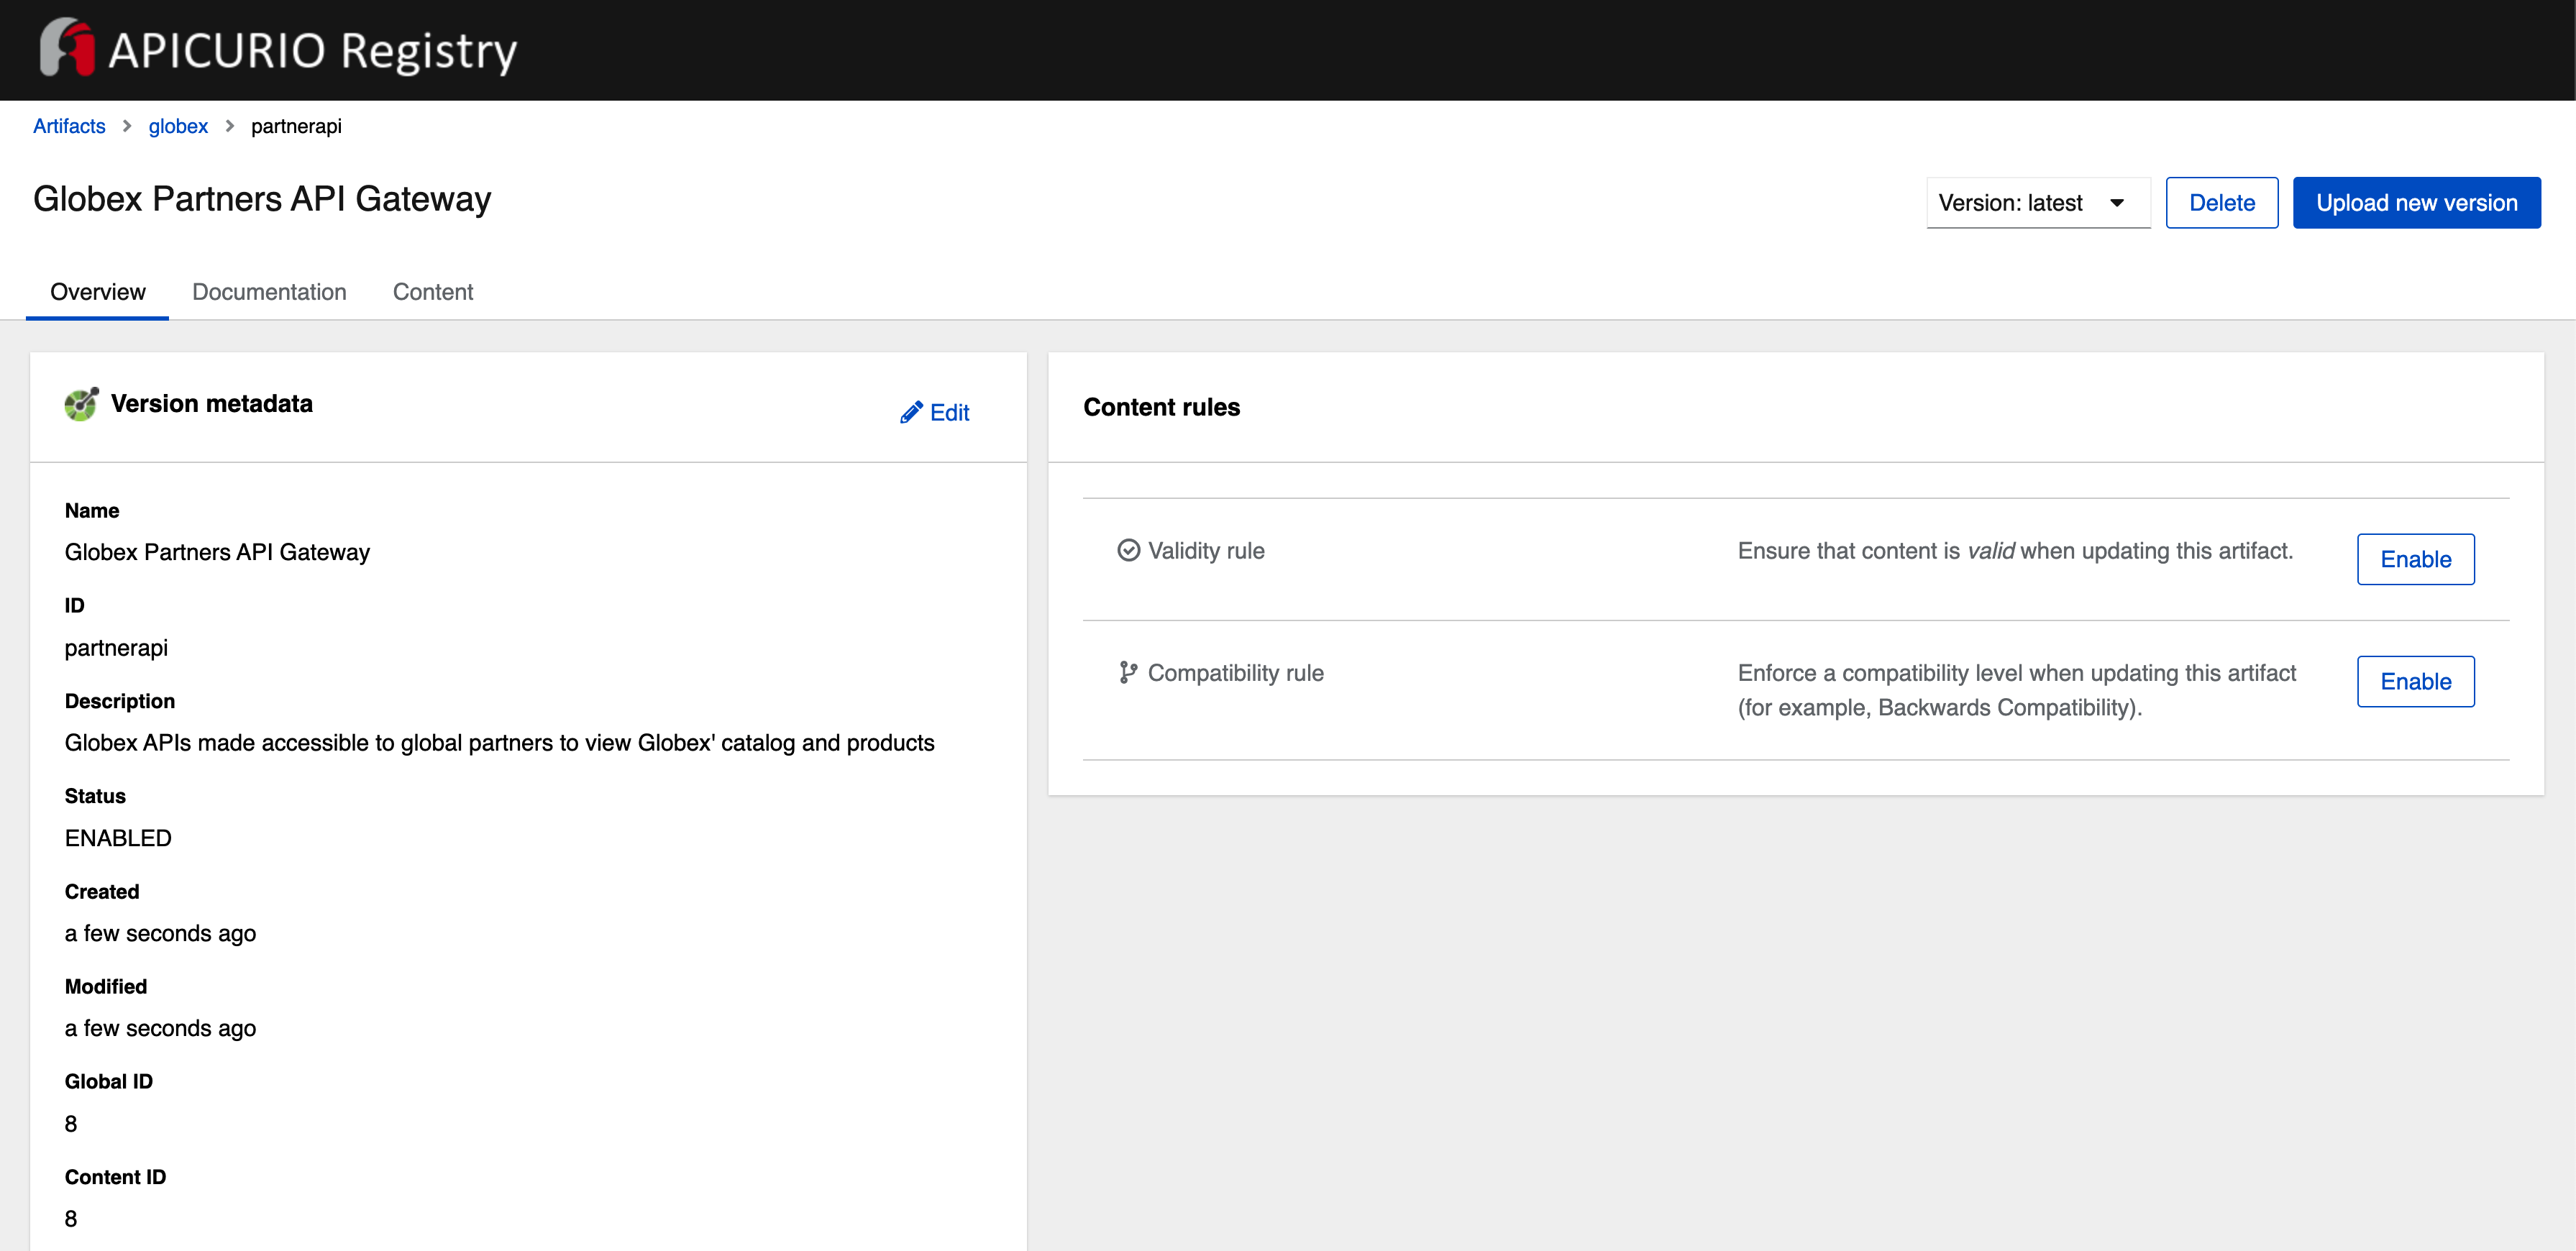 APICURIO Registry
Artifacts > globex > partnerapi
Globex Partners API Gateway
Version: latest
Delete
Upload new version
Overview
Documentation
Content
Version metadata
Edit
Name
Globex Partners API Gateway
ID
partnerapi
Description
Globex APIs made accessible to global partners to view Globex' catalog and products
Status
ENABLED
Created
a few seconds ago
Modified
a few seconds ago
Global ID
8
Content ID
8
Content rules
Validity rule
Ensure that content is valid when updating this artifact.
Enable
Compatibility rule
Enforce a compatibility level when updating this artifact
(for example, Backwards Compatibility).
Enable